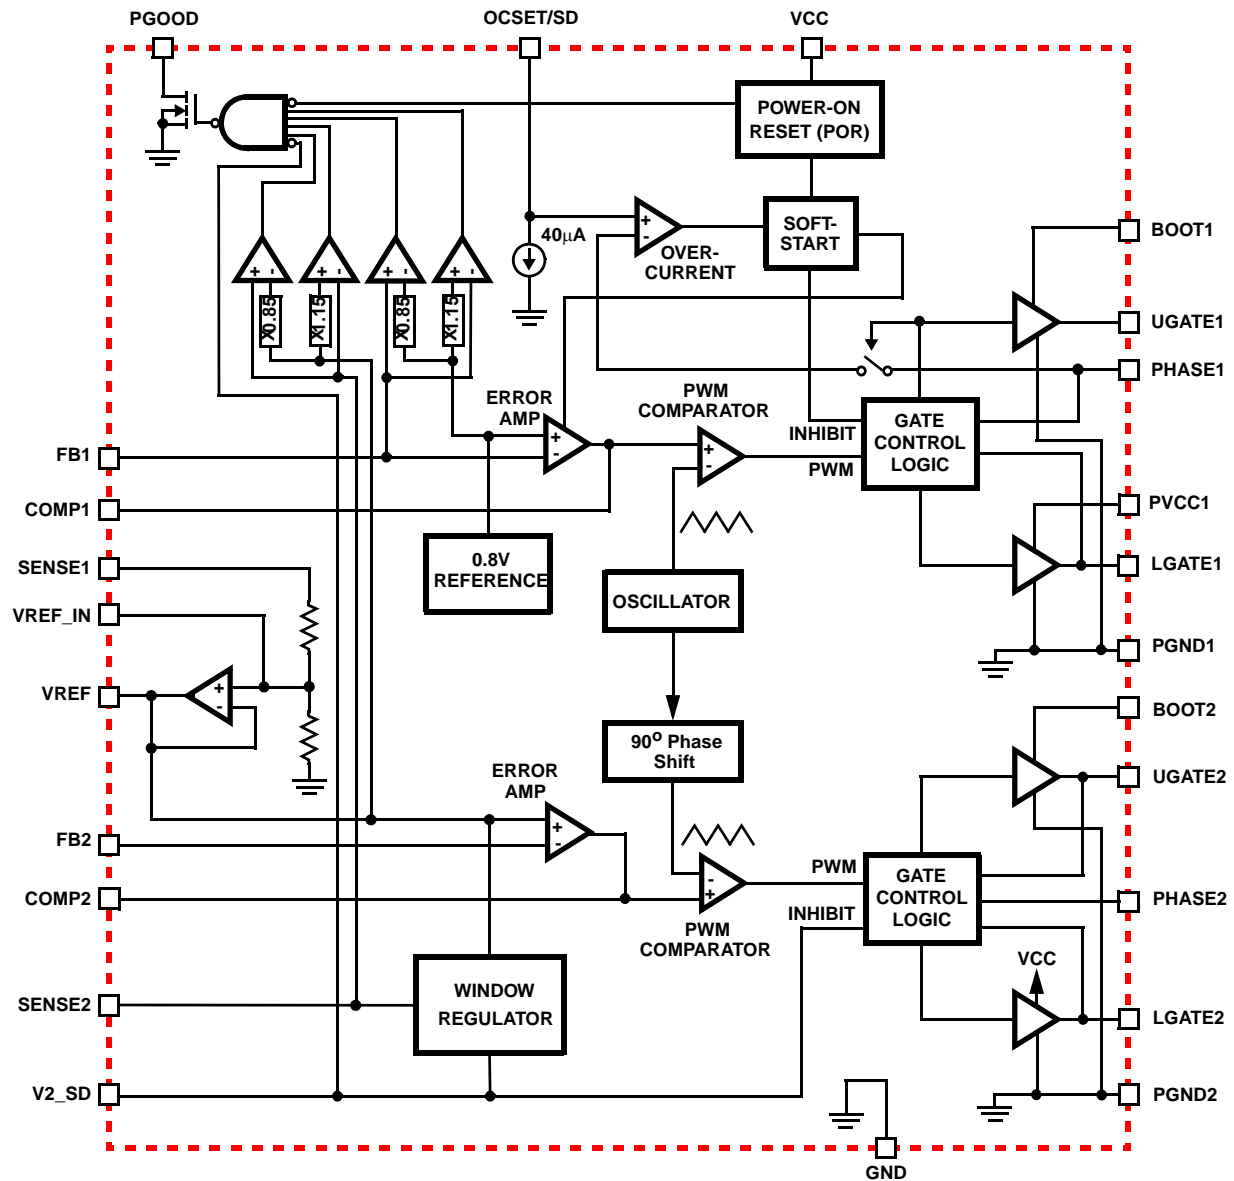 PGOOD
OCSET/SD
VCC
POWER-ON
RESET (POR)
SOFT-
START
40µA
+
-
OVER-
CURRENT
BOOT1
+ -
+ -
+ -
+ -
X0.85
X1.15
X0.85
X1.15
UGATE1
PHASE1
ERROR
AMP
PWM
COMPARATOR
INHIBIT
PWM
GATE
CONTROL
LOGIC
+
-
+
-
FB1
COMP1
PVCC1
0.8V
REFERENCE
OSCILLATOR
LGATE1
SENSE1
VREF_IN
PGND1
VREF
+
-
BOOT2
90o Phase
Shift
ERROR
AMP
UGATE2
+
-
FB2
COMP2
-
+
PWM
INHIBIT
GATE
CONTROL
LOGIC
PHASE2
PWM
COMPARATOR
VCC
WINDOW
REGULATOR
SENSE2
LGATE2
V2_SD
PGND2
GND